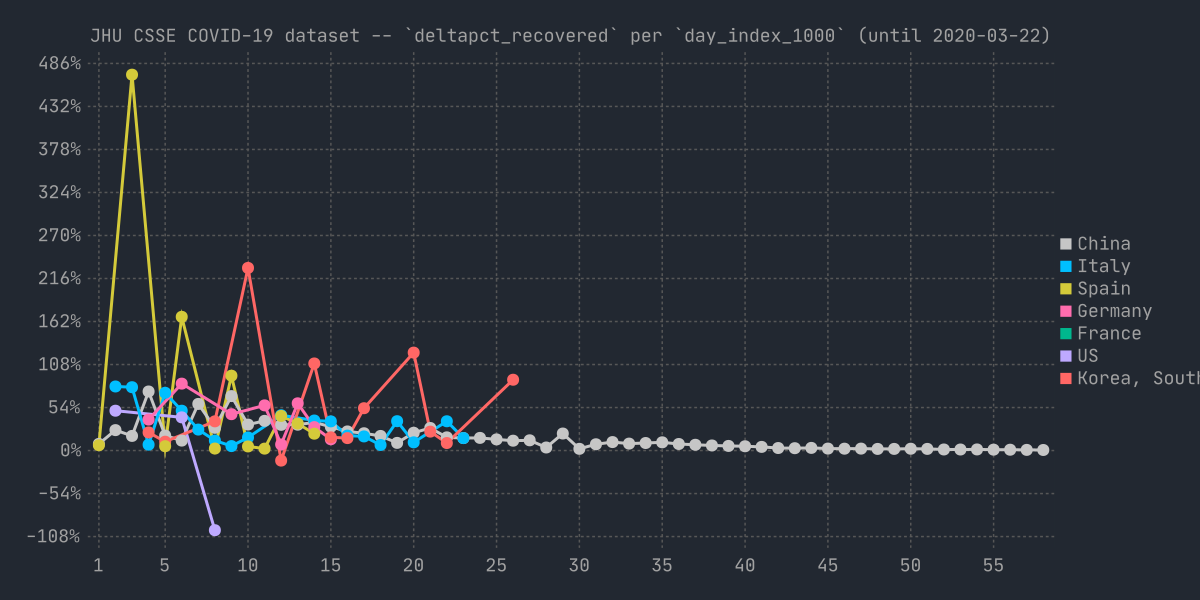 JHU CSSE COVID-19 dataset -- `deltapct_recovered` per `day_index_1000` (until 2020-03-22)
486%
432%
378%
324%
270%
216%
162%
108%
54%
0%
-54%
-108%
1 5 10 15 20 25 30 35 40 45 50 55
China
Italy
Spain
Germany
France
US
Korea, South